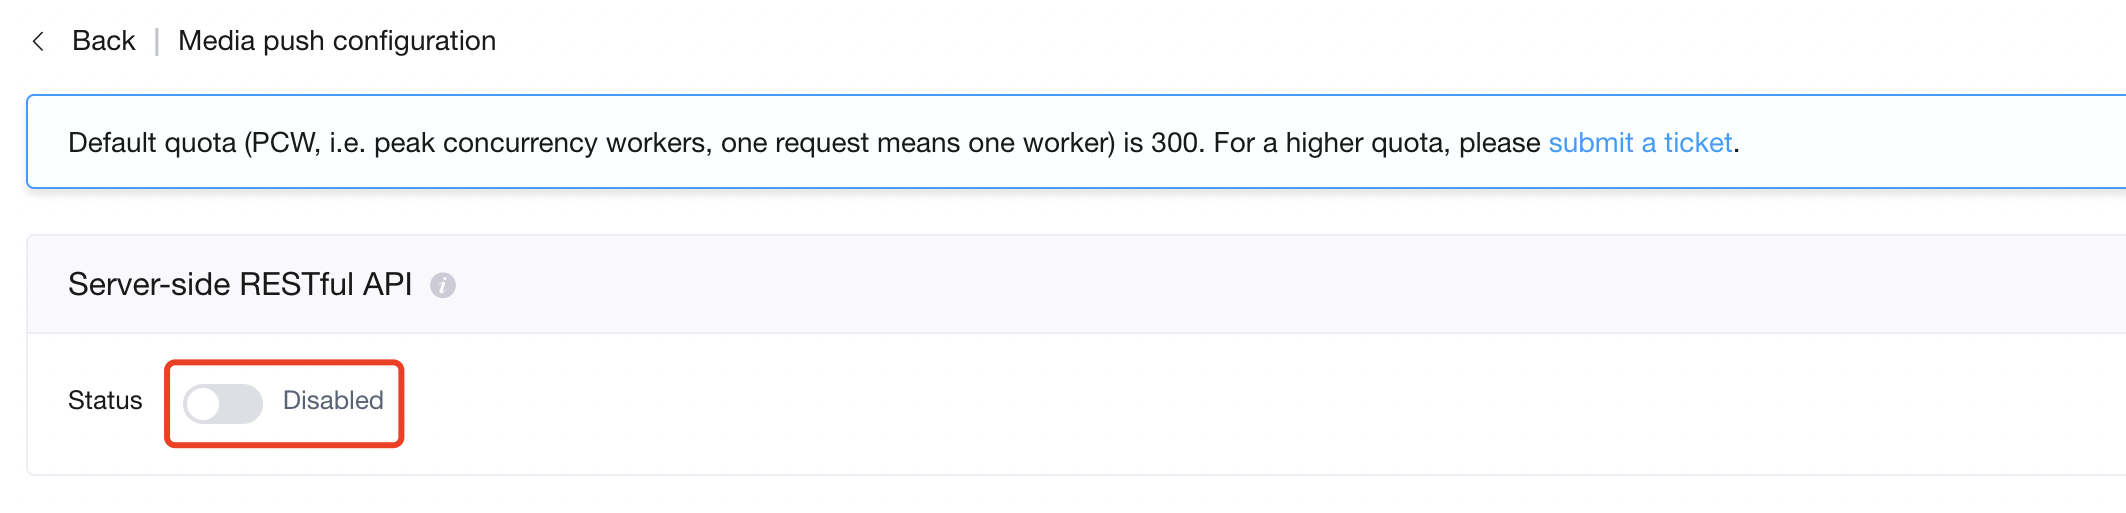 Back | Media push configuration
Default quota (PCW, i.e. peak concurrency workers, one request means one worker) is 300. For a higher quota, please submit a ticket.
Server-side RESTful API i
Status Disabled